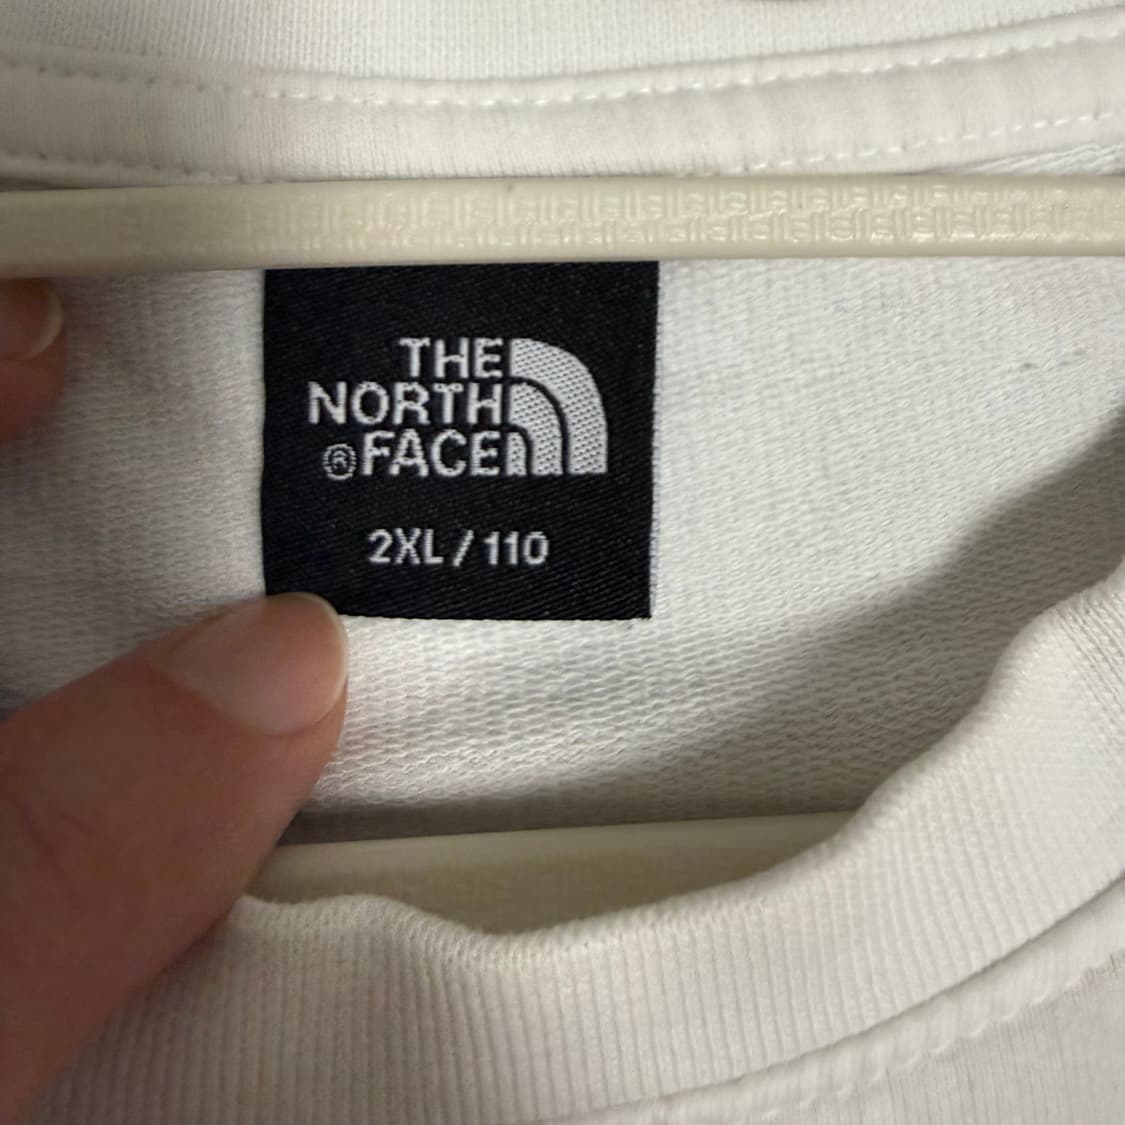 THE
NORTH
®FACE
2XL / 110